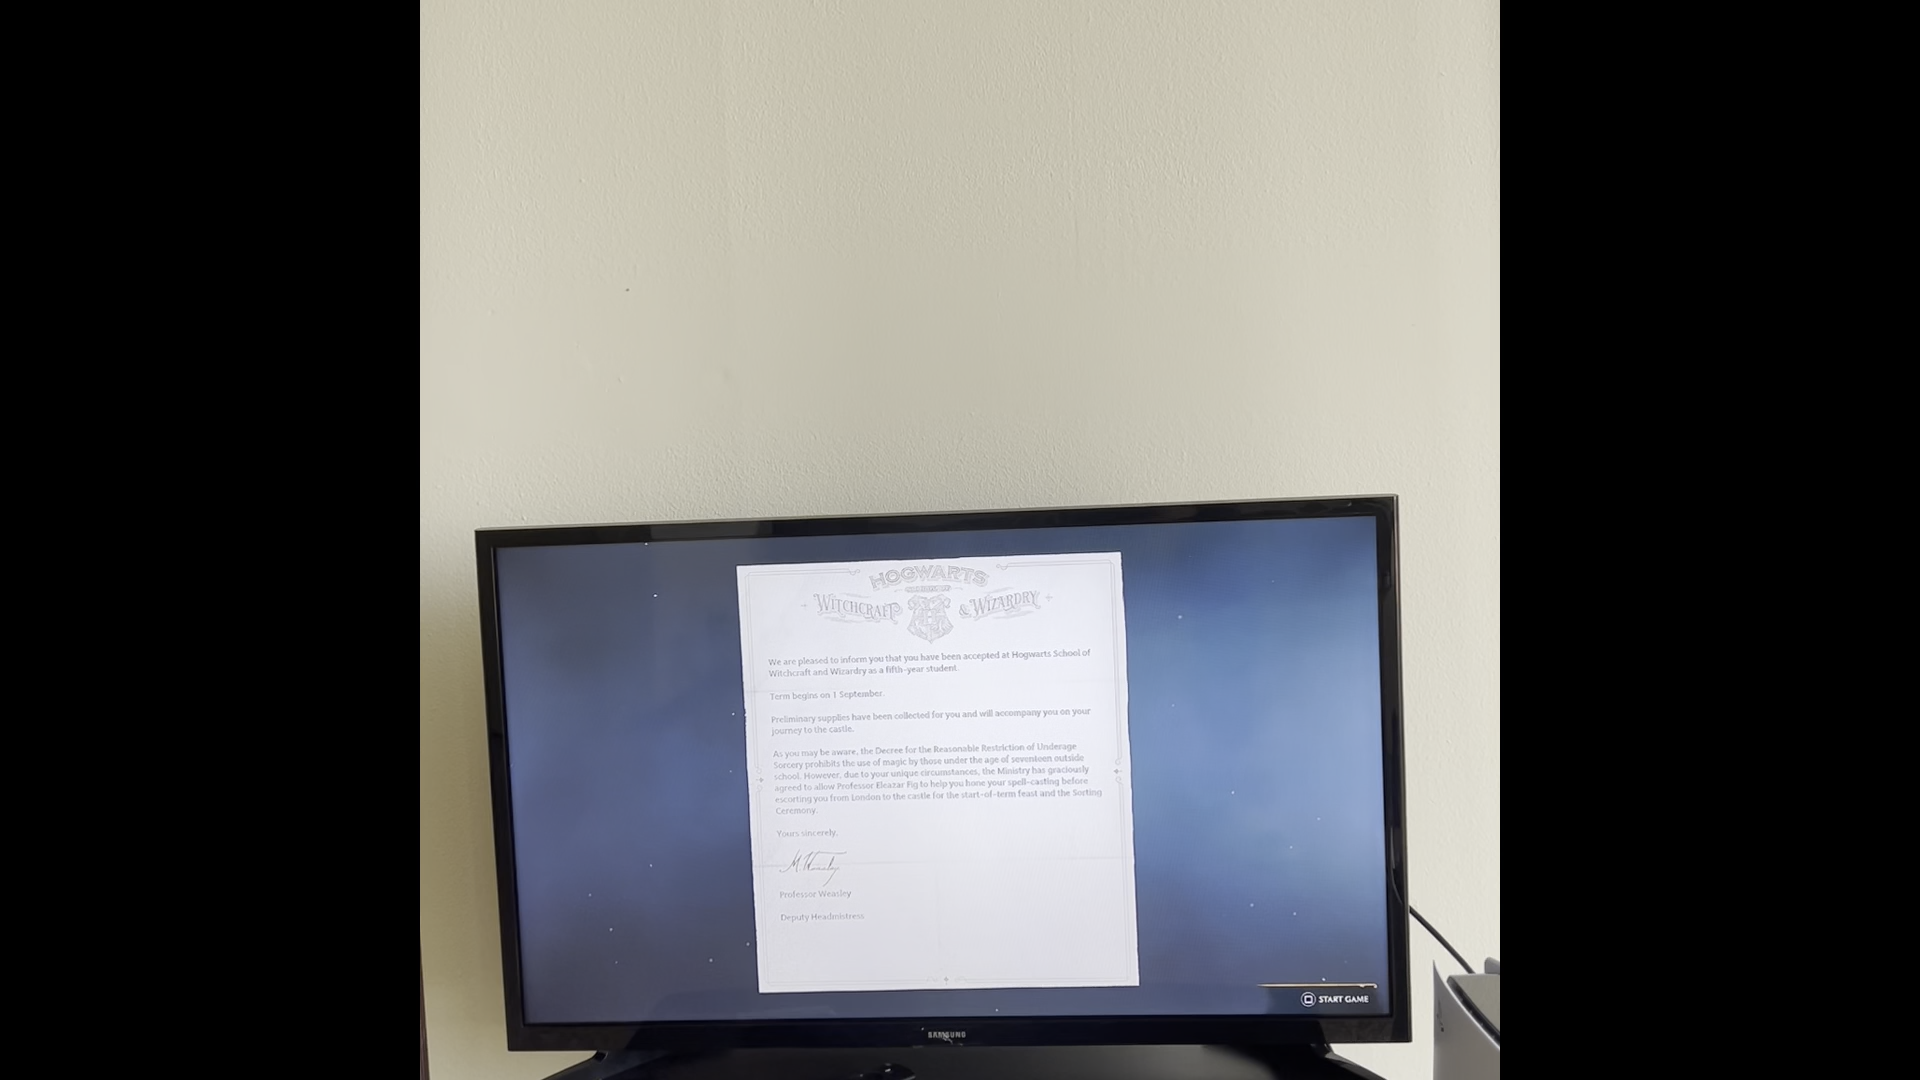 HOGWARTS
WITCHCRAFT & WIZARDRY
We are pleased to inform you that you have been accepted at Hogwarts School of
Witchcraft and Wizardry as a fifth-year student.
Term begins on 1 September.
Preliminary supplies have been collected for you and will accompany you on your
journey to the castle.
As you may be aware, the Decree for the Reasonable Restriction of Underage
Sorcery prohibits the use of magic by those under the age of seventeen outside
school. However, due to your unique circumstances, the Ministry has graciously
agreed to allow Professor Eleazar Fig to help you hone your spell-casting before
escorting you from London to the castle for the start-of-term feast and the Sorting
Ceremony.
Yours sincerely,
M. Weasley
Professor Weasley
Deputy Headmistress
START GAME
SAMSUNG